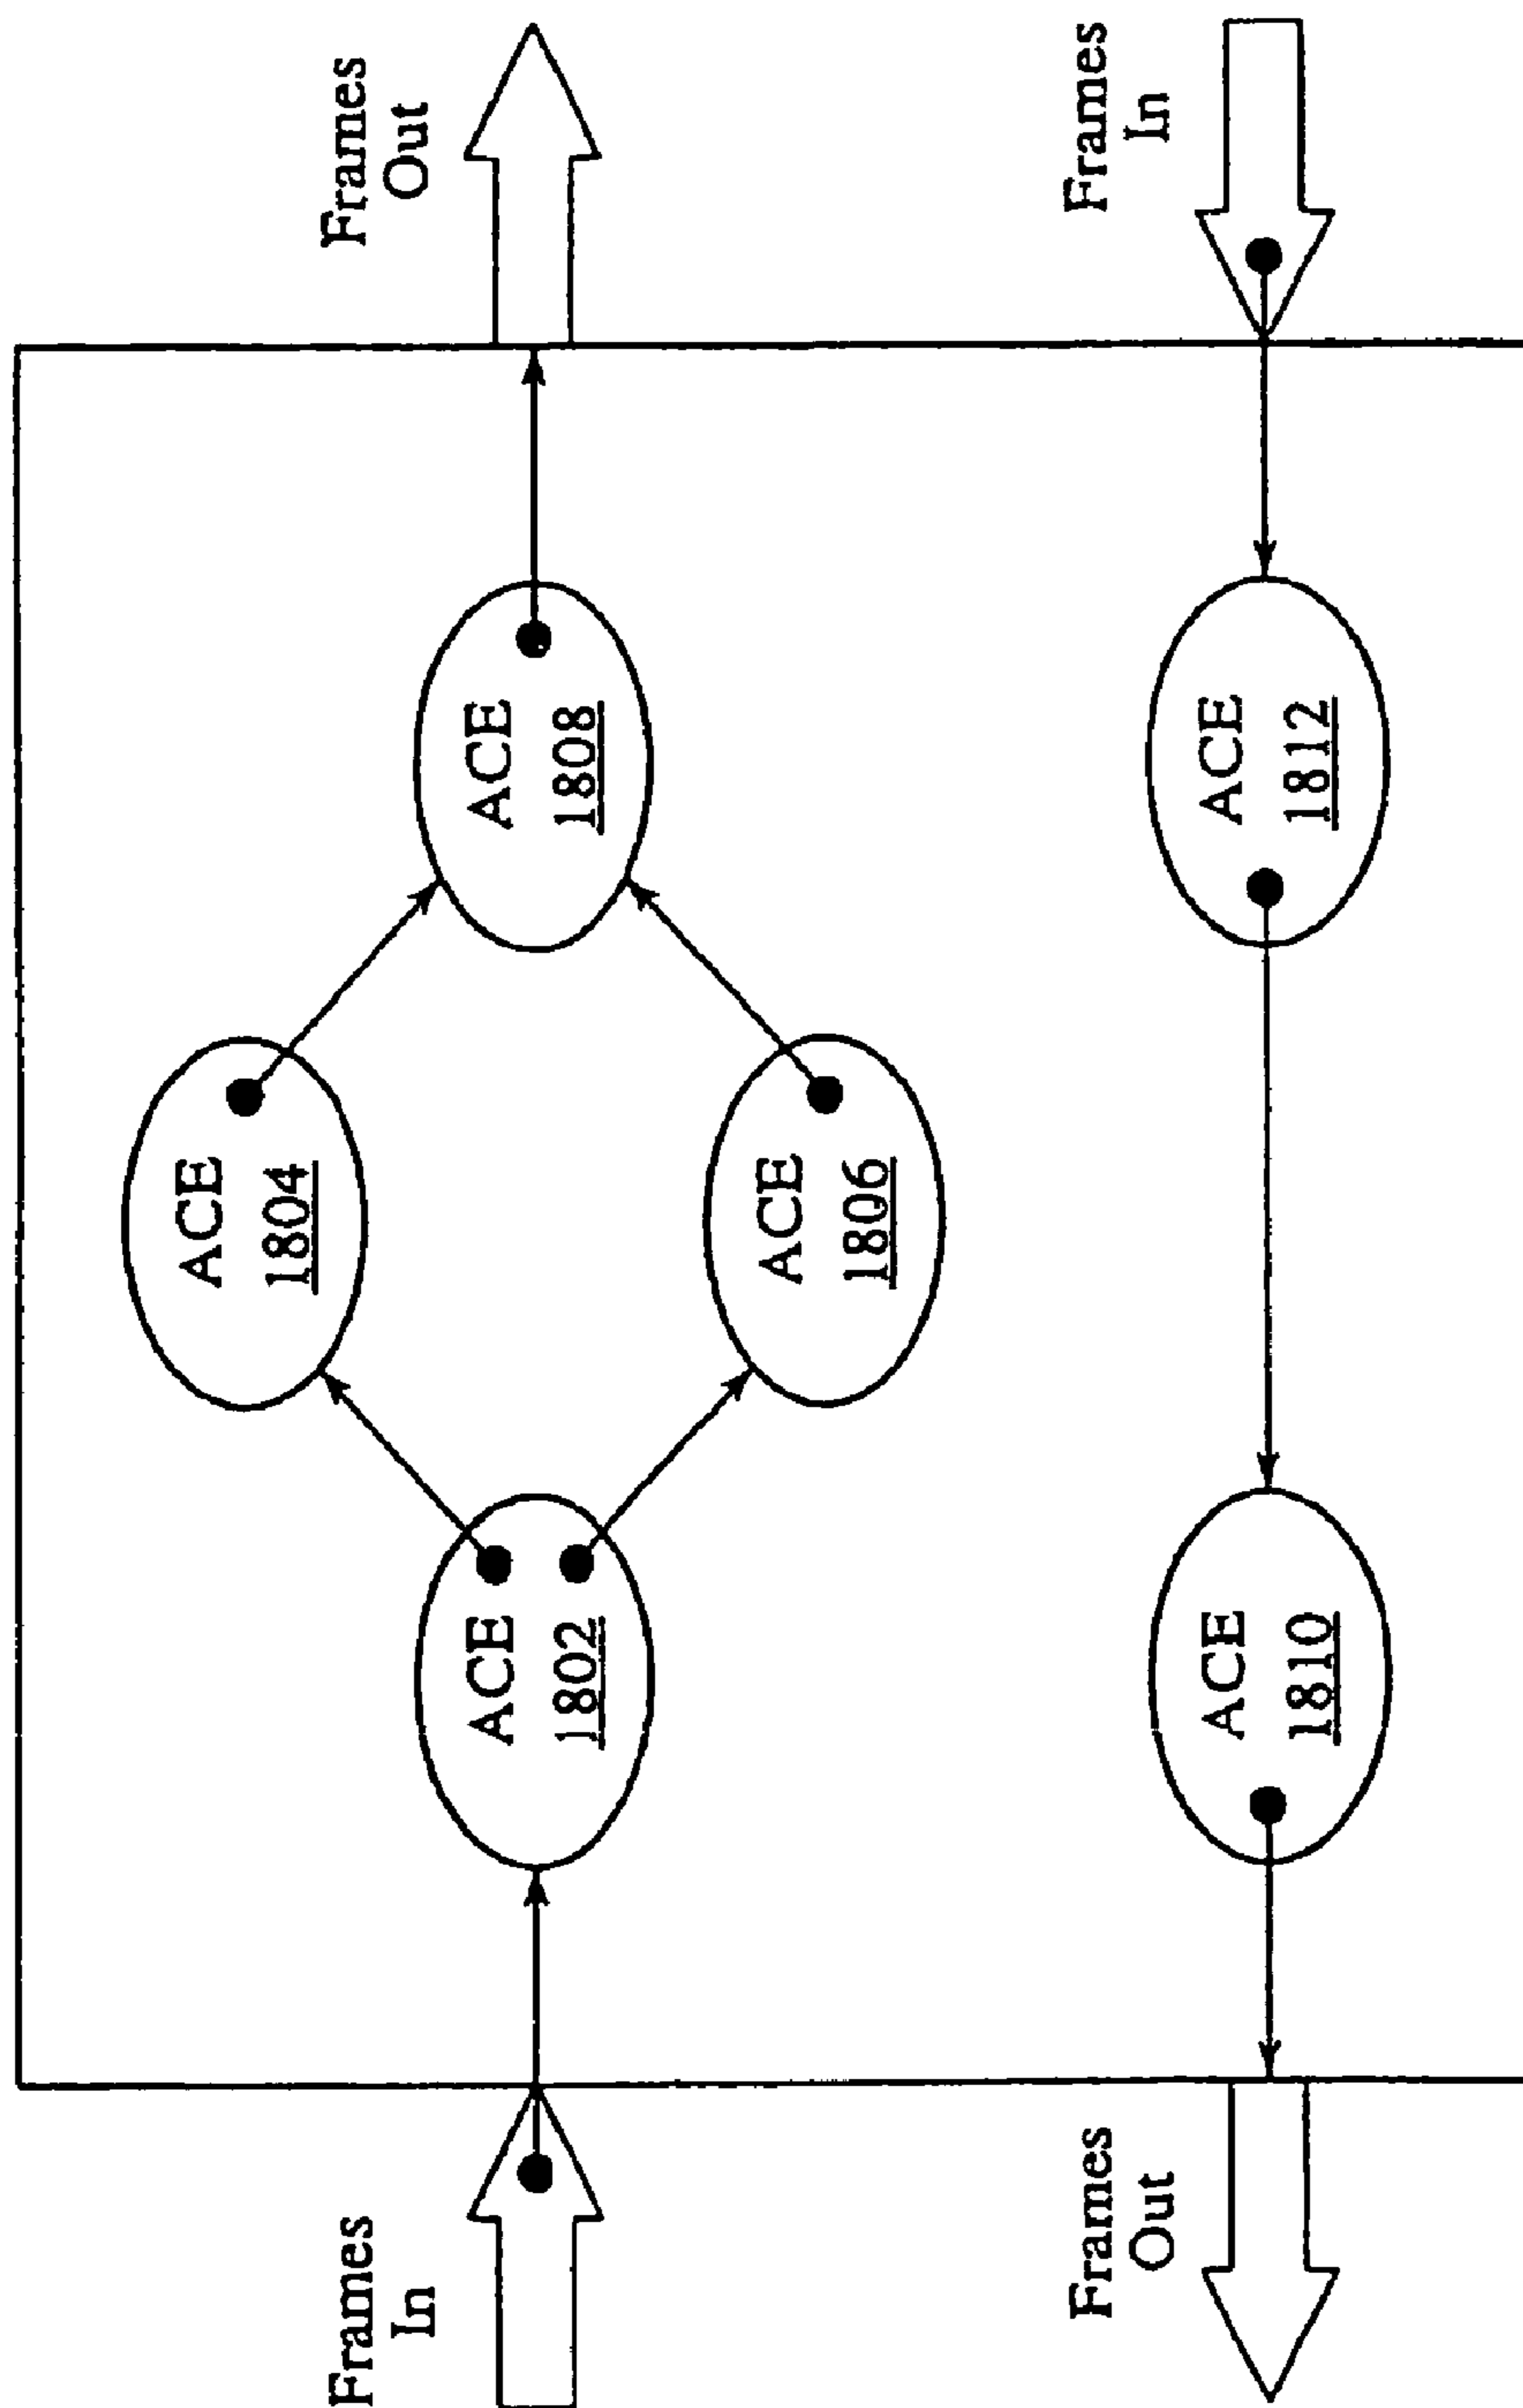 Frames
In
ACE
1802
ACE
1804
ACE
1806
ACE
1808
Frames
Out
Frames
Out
ACE
1810
ACE
1812
Frames
In